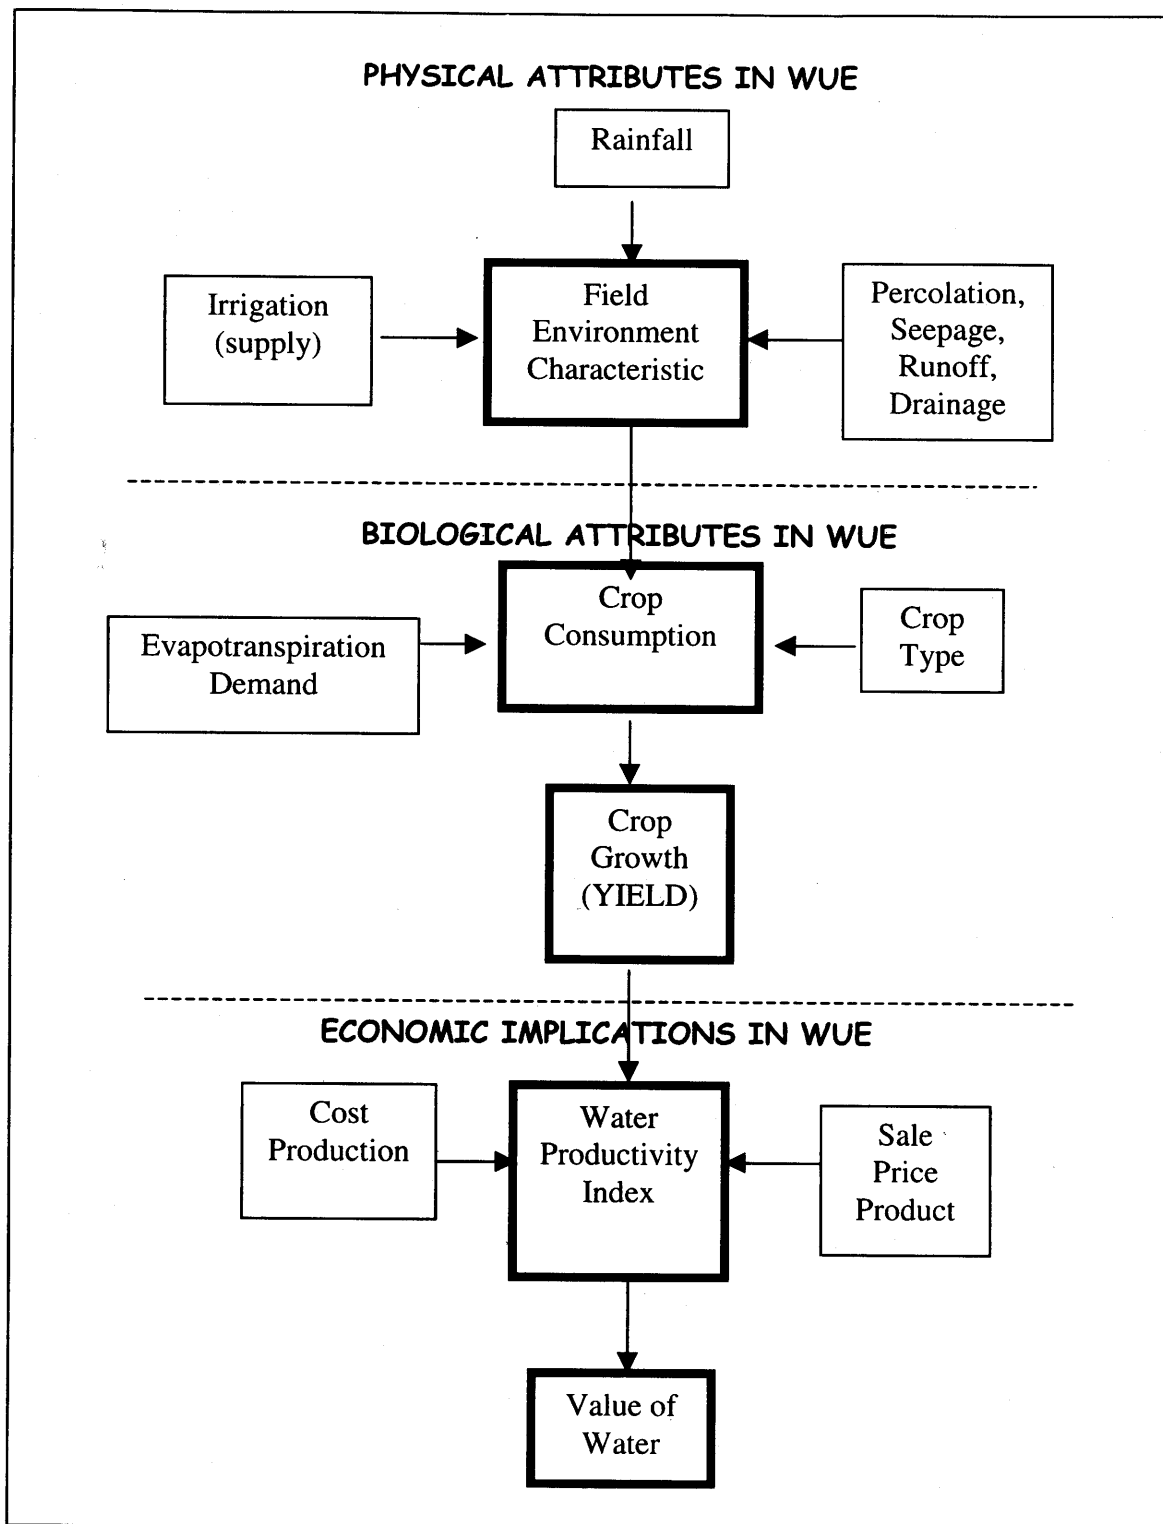 PHYSICAL ATTRIBUTES IN WUE
Rainfall
Irrigation
(supply)
Field
Environment
Characteristic
Percolation,
Seepage,
Runoff,
Drainage
BIOLOGICAL ATTRIBUTES IN WUE
Evapotranspiration
Demand
Crop
Consumption
Crop
Type
Crop
Growth
(YIELD)
ECONOMIC IMPLICATIONS IN WUE
Cost
Production
Water
Productivity
Index
Sale
Price
Product
Value of
Water